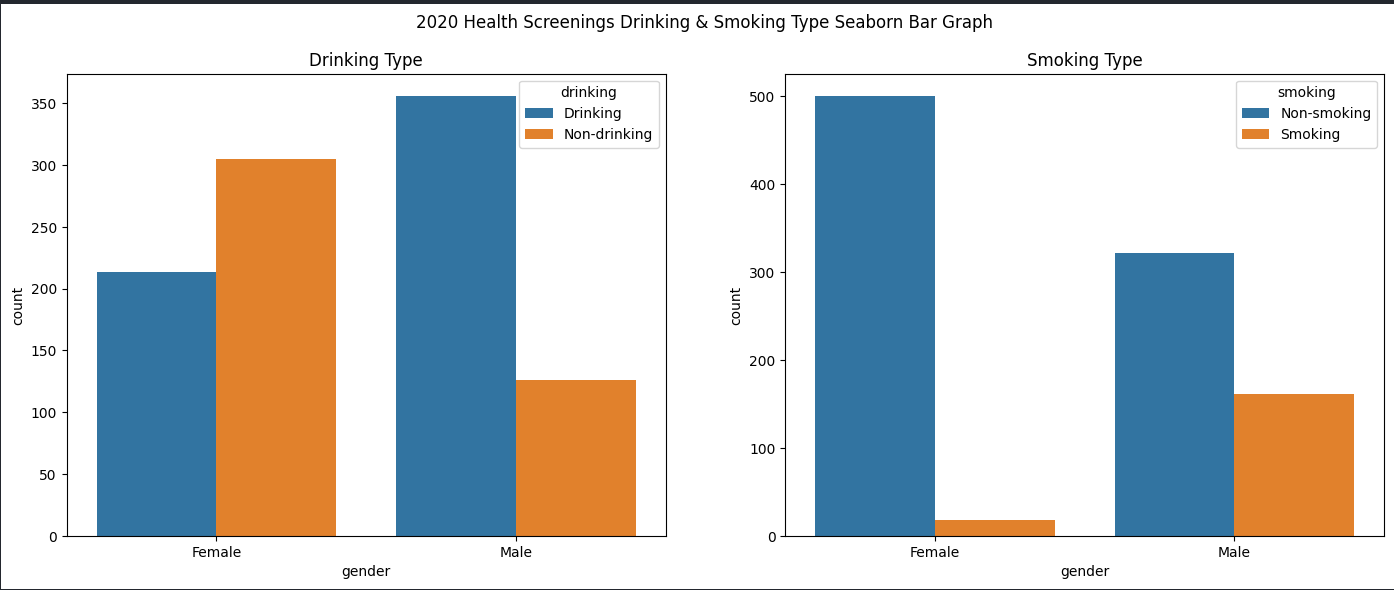 2020 Health Screenings Drinking & Smoking Type Seaborn Bar Graph
Drinking Type
drinking
Drinking
Non-drinking
350
300
250
200
150
100
50
0
count
Female
Male
gender
Smoking Type
smoking
Non-smoking
Smoking
500
400
300
200
100
0
count
Female
Male
gender